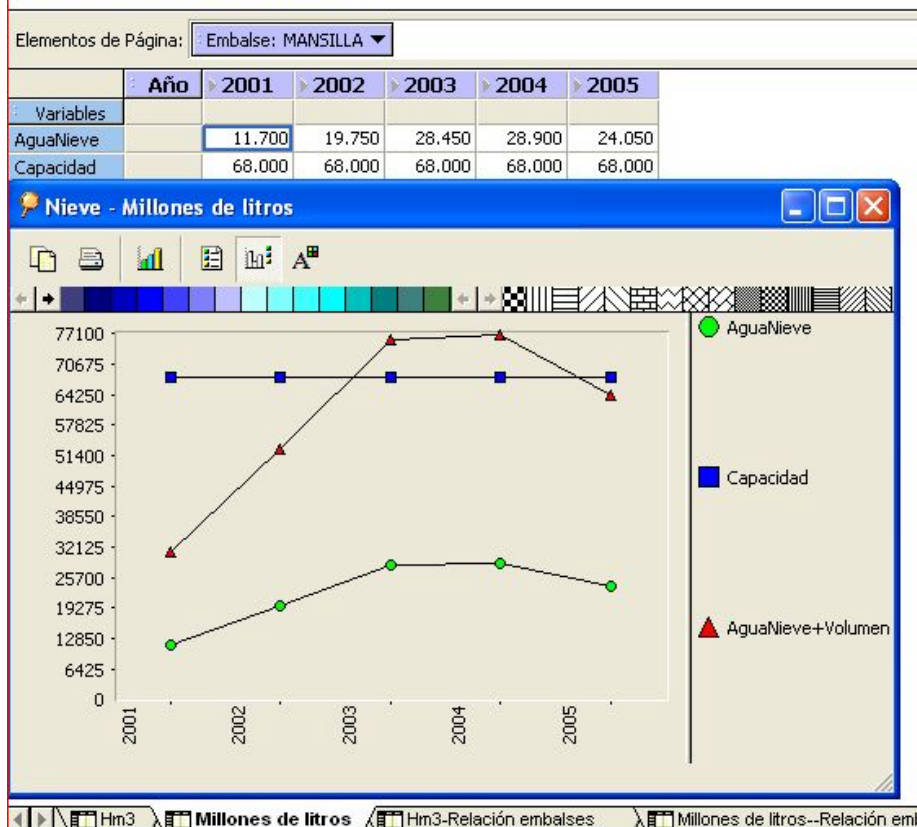 Elementos de Página: Embalse: MANSILLA
Año 2001 2002 2003 2004 2005
Variables
AguaNieve 11.700 19.750 28.450 28.900 24.050
Capacidad 68.000 68.000 68.000 68.000 68.000
Nieve - Millones de litros
A
77100
70675
64250
57825
51400
44975
38550
32125
25700
19275
12850
6425
0
2001 2002 2003 2004 2005
AguaNieve
Capacidad
AguaNieve+Volumen
Hm3 Millones de litros Hm3-Relación embalses Millones de litros--Relación em